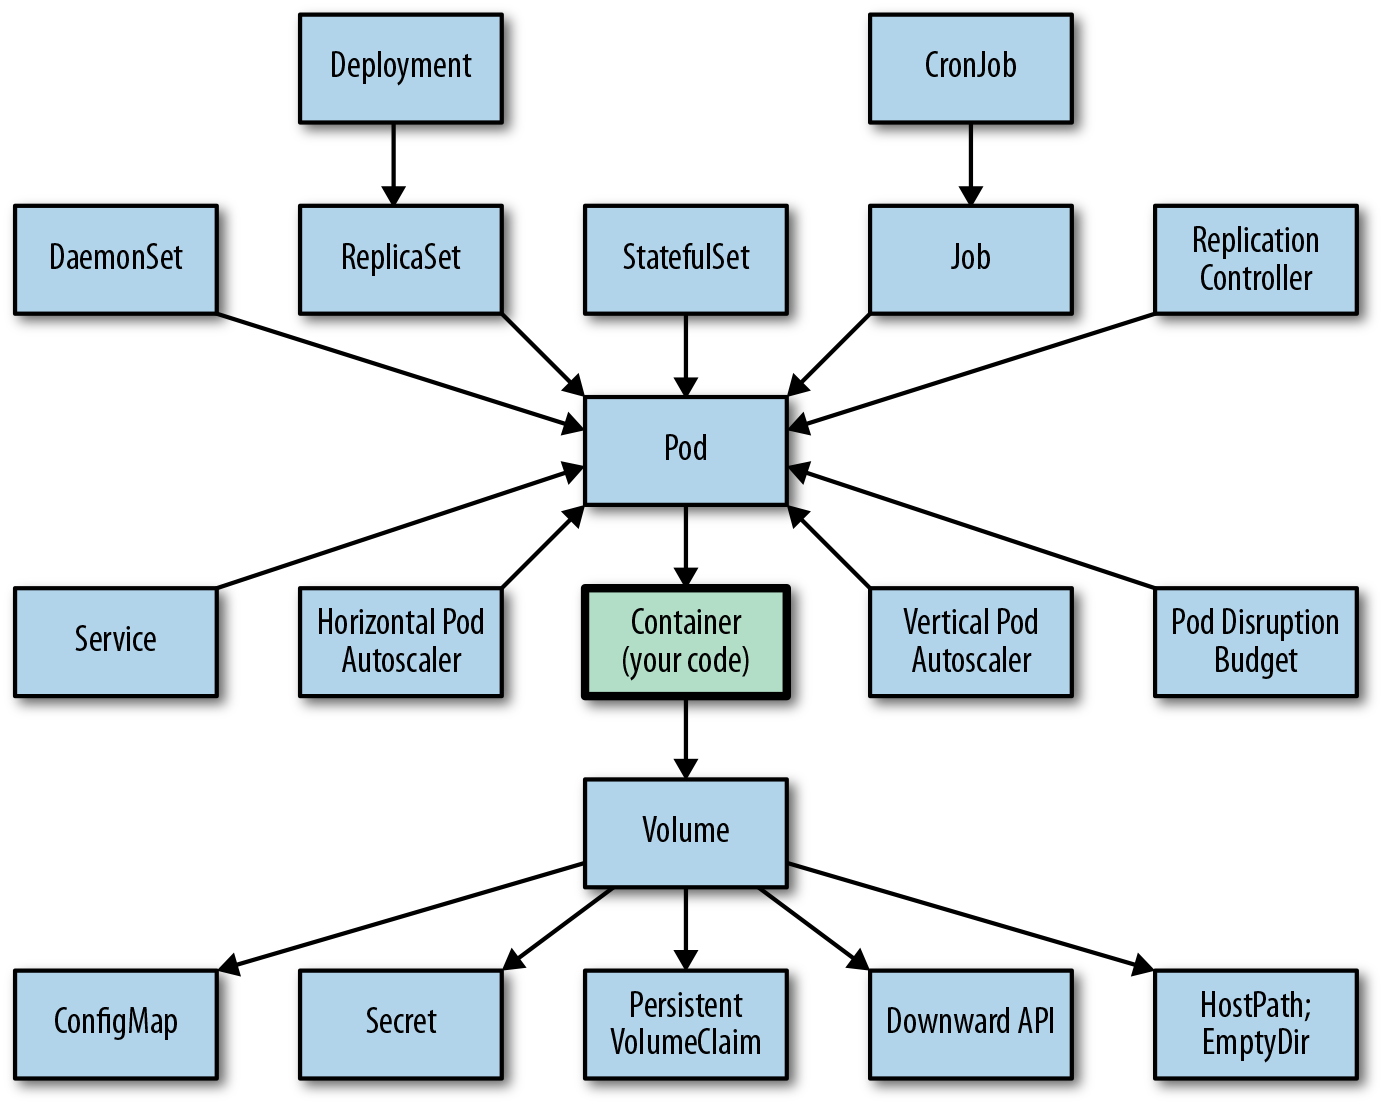 Deployment
CronJob
DaemonSet
ReplicaSet
StatefulSet
Job
Replication
Controller
Pod
Service
Horizontal Pod
Autoscaler
Container
(your code)
Vertical Pod
Autoscaler
Pod Disruption
Budget
Volume
ConfigMap
Secret
Persistent
VolumeClaim
Downward API
HostPath;
EmptyDir